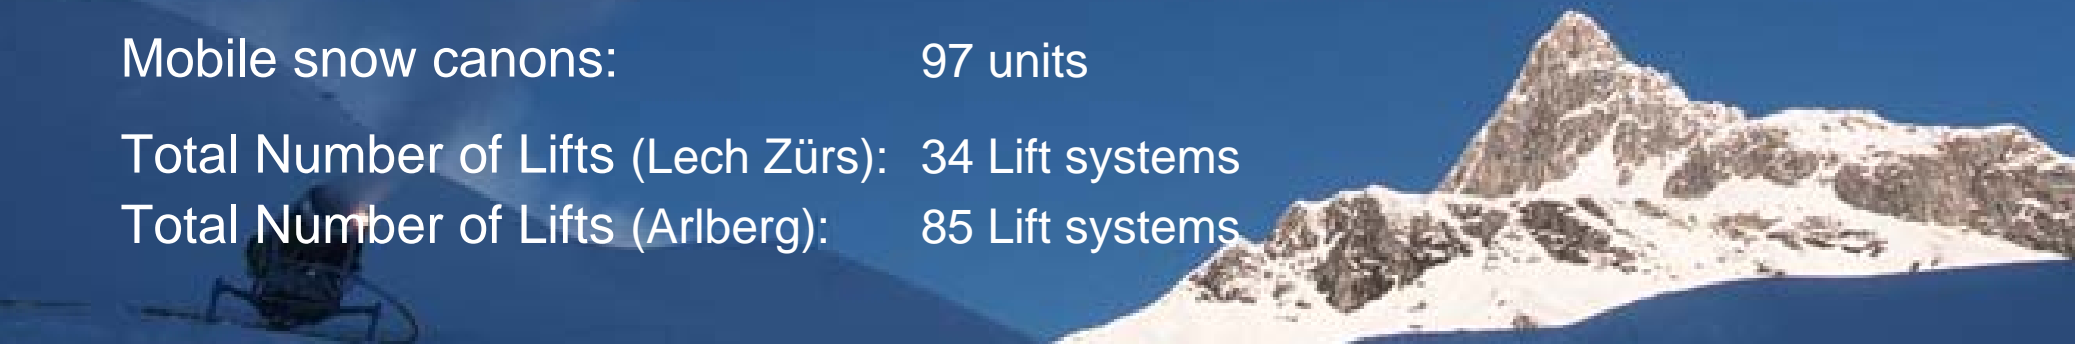 Mobile snow canons: 97 units
Total Number of Lifts (Lech Zürs): 34 Lift systems
Total Number of Lifts (Arlberg): 85 Lift systems